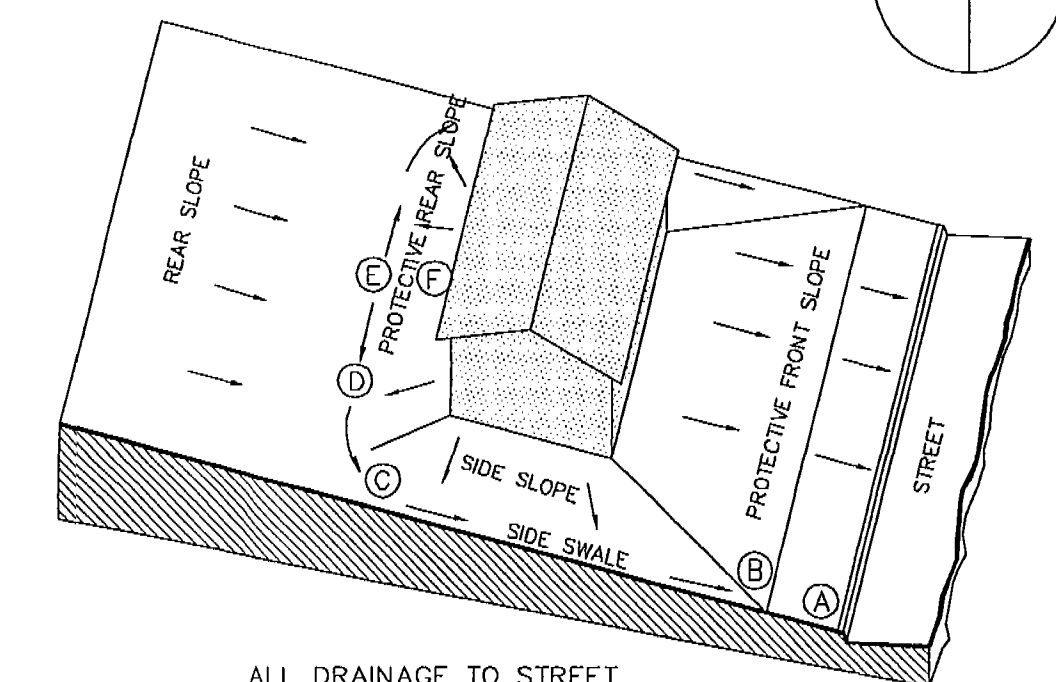 REAR SLOPE
PROTECTIVE REAR SLOPE
E
F
D
C
SIDE SLOPE
SIDE SWALE
PROTECTIVE FRONT SLOPE
B
A
STREET
ALL DRAINAGE TO STREET